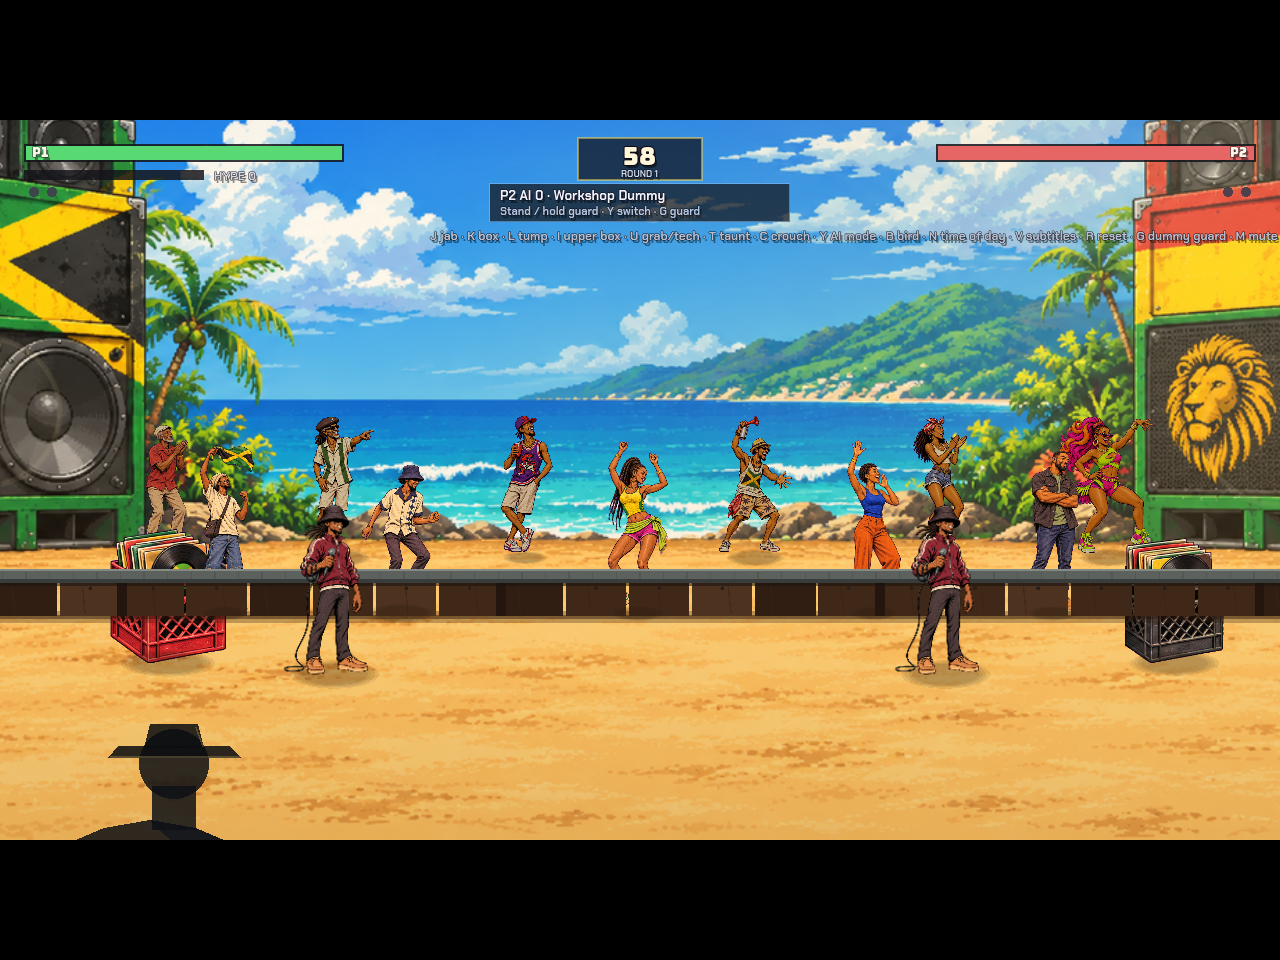 P1
58
P2
ROUND 1
HYPE 0
P2 AI 0 · Workshop Dummy
Stand / hold guard · Y switch · G guard
J jab · K box · L tump · I upper box · U grab/tech · T taunt · C crouch · Y AI mode · B bird · N time of day · V subtitles · R reset · G dummy guard · M mute